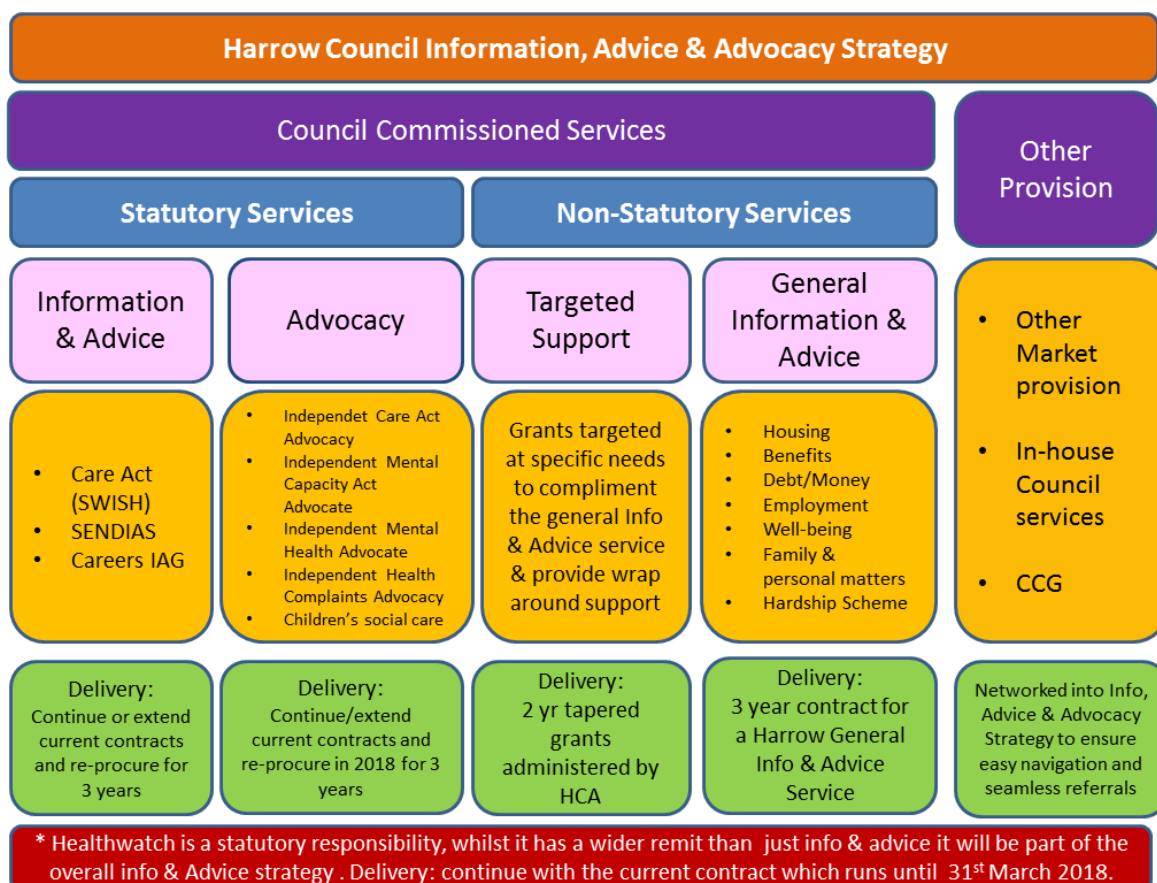 Harrow Council Information, Advice & Advocacy Strategy
Council Commissioned Services
Other
Provision
Statutory Services
Non-Statutory Services
Information
& Advice
Advocacy
Targeted
Support
General
Information &
Advice
• Care Act
(SWISH)
• SENDIAS
• Careers IAG
• Independet Care Act
Advocacy
• Independent Mental
Capacity Act
Advocate
• Independent Mental
Health Advocate
• Independent Health
Complaints Advocacy
• Children's social care
Grants targeted
at specific needs
to compliment
the general Info
& Advice service
& provide wrap
around support
• Housing
• Benefits
• Debt/Money
• Employment
• Well-being
• Family &
personal matters
• Hardship Scheme
• Other
Market
provision
• In-house
Council
services
• CCG
Delivery:
Continue or extend
current contracts
and re-procure for
3 years
Delivery:
Continue/extend
current contracts and
re-procure in 2018 for 3
years
Delivery:
2 yr tapered
grants
administered by
HCA
Delivery:
3 year contract for
a Harrow General
Info & Advice
Service
Networked into Info,
Advice & Advocacy
Strategy to ensure
easy navigation and
seamless referrals
* Healthwatch is a statutory responsibility, whilst it has a wider remit than just info & advice it will be part of the
overall info & Advice strategy . Delivery: continue with the current contract which runs until 31st March 2018.